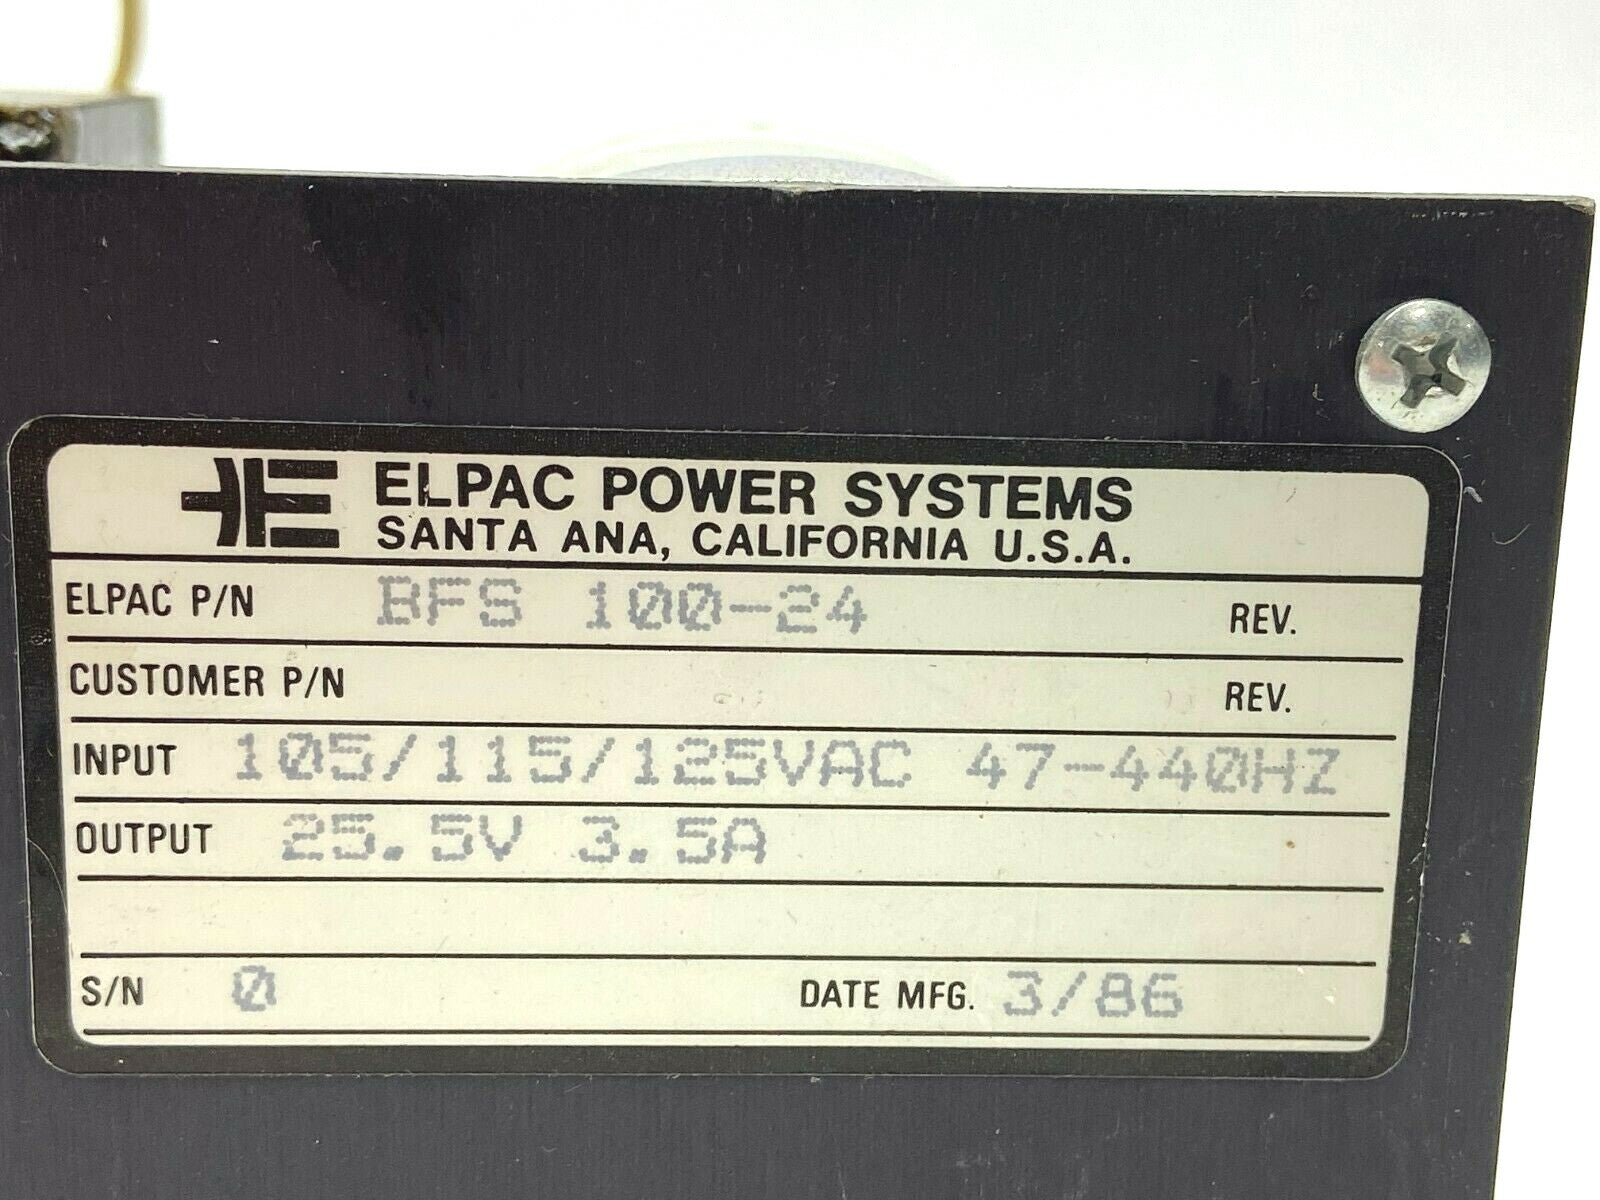 ELPAC POWER SYSTEMS
SANTA ANA, CALIFORNIA U.S.A.
ELPAC P/N BFS 100-24 REV.
CUSTOMER P/N REV.
INPUT 105/115/125VAC 47-440HZ
OUTPUT 25.5V 3.5A
S/N 0 DATE MFG. 3/86